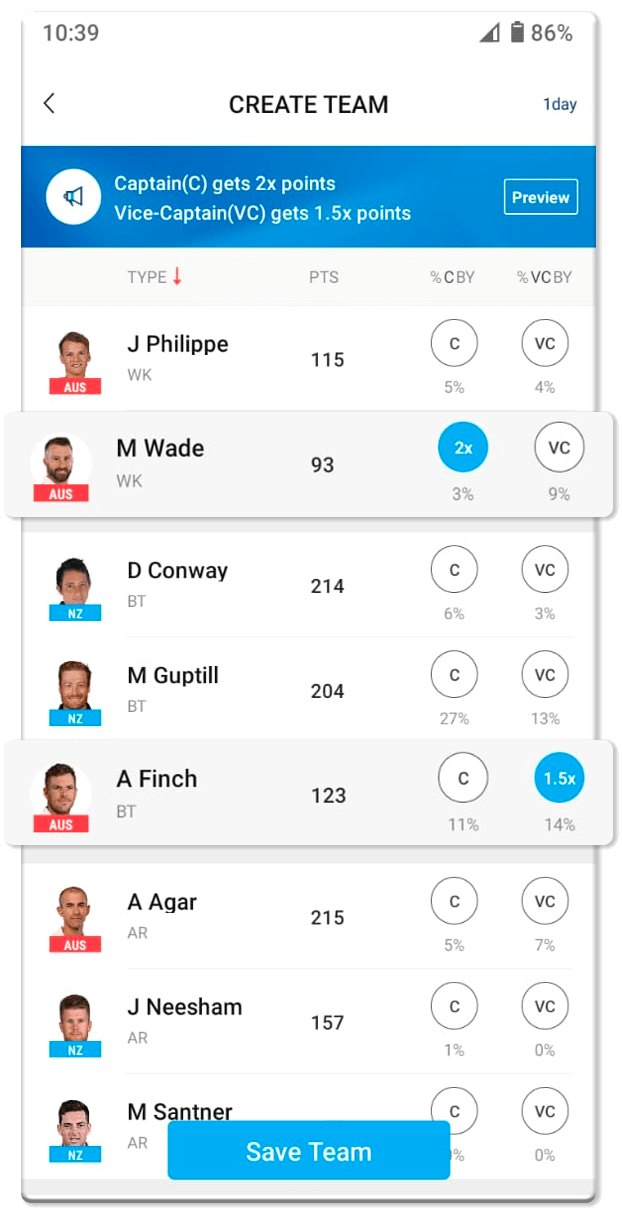 10:39 86%
CREATE TEAM 1day
Captain(C) gets 2x points
Vice-Captain(VC) gets 1.5x points
Preview
TYPE PTS % C BY % VC BY
J Philippe
WK
AUS
115
C VC
5% 4%
M Wade
WK
AUS
93
2x VC
3% 9%
D Conway
BT
NZ
214
C VC
6% 3%
M Guptill
BT
NZ
204
C VC
27% 13%
A Finch
BT
AUS
123
C 1.5x
11% 14%
A Agar
AR
AUS
215
C VC
5% 7%
J Neesham
AR
NZ
157
C VC
1% 0%
M Santner
AR
NZ
C VC
0%
Save Team